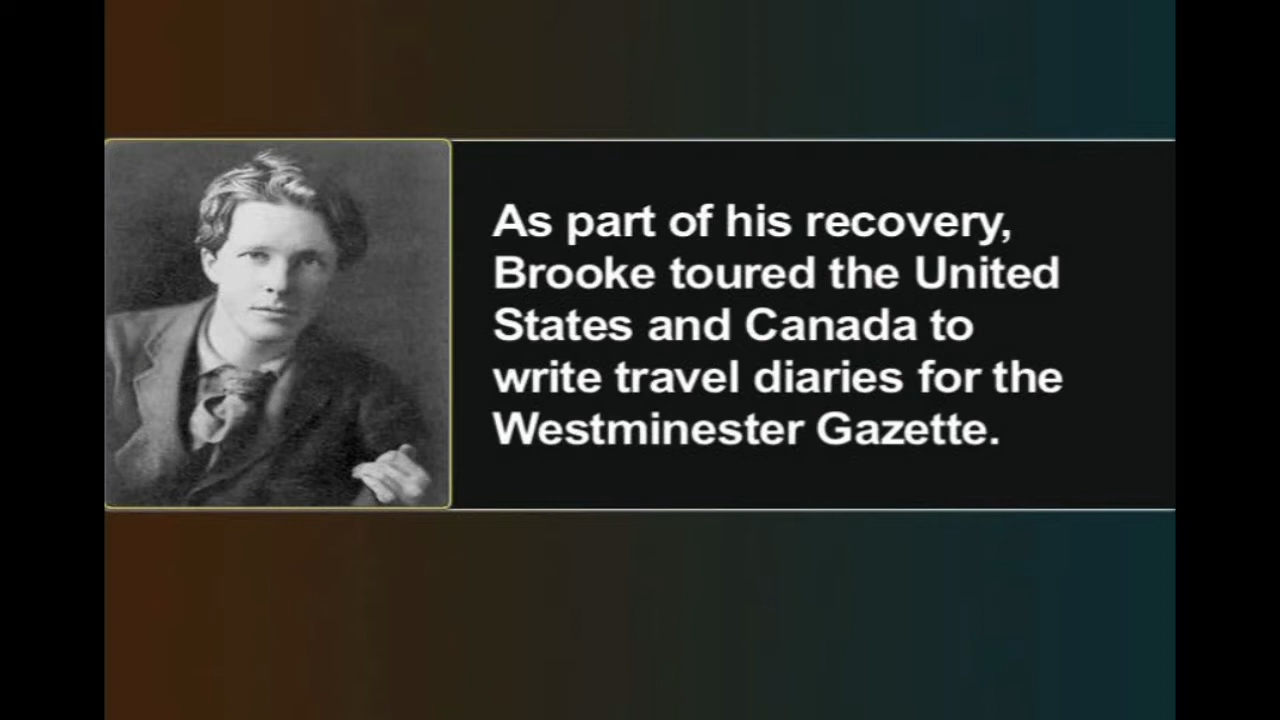 As part of his recovery,
Brooke toured the United
States and Canada to
write travel diaries for the
Westminester Gazette.